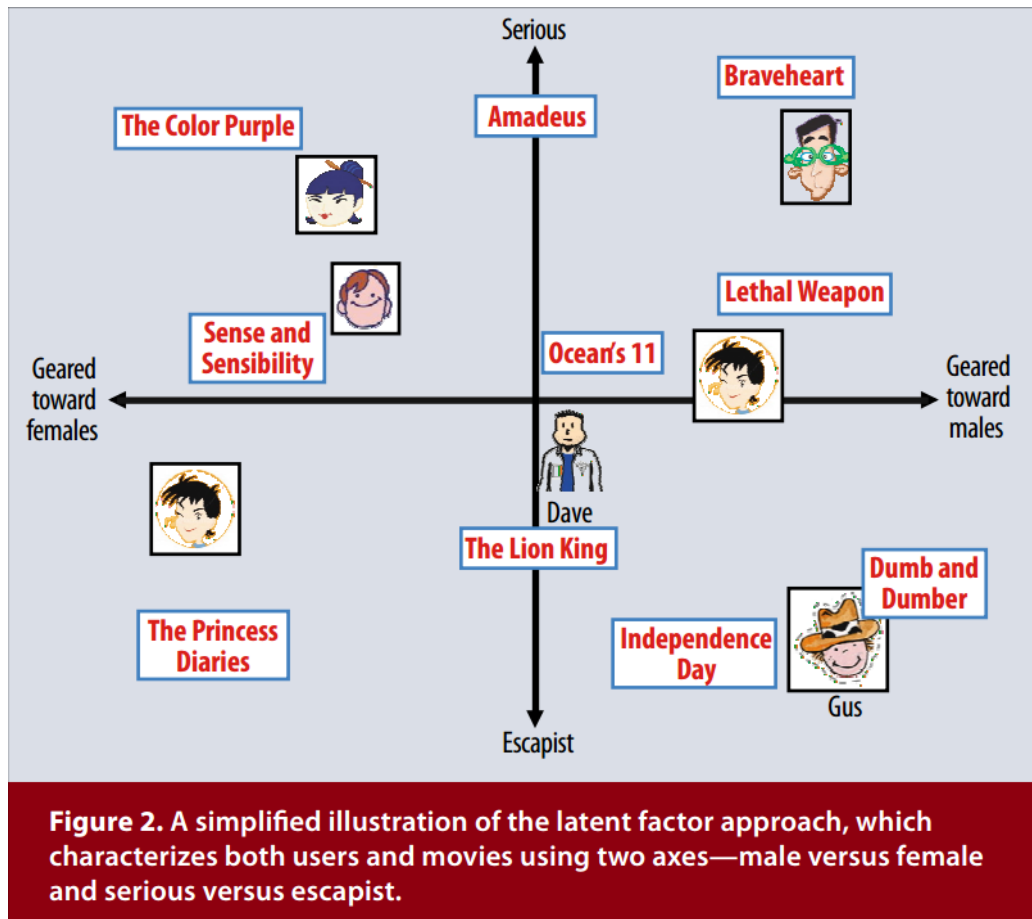 Serious
Braveheart
Amadeus
The Color Purple
Lethal Weapon
Sense and
Sensibility
Ocean's 11
Geared
toward
females
Geared
toward
males
Dave
The Lion King
Dumb and
Dumber
The Princess
Diaries
Independence
Day
Gus
Escapist
Figure 2. A simplified illustration of the latent factor approach, which
characterizes both users and movies using two axes—male versus female
and serious versus escapist.